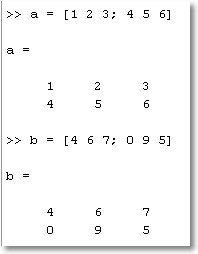 >> a = [1 2 3; 4 5 6]
a =
1 2 3
4 5 6
>> b = [4 6 7; 0 9 5]
b =
4 6 7
0 9 5